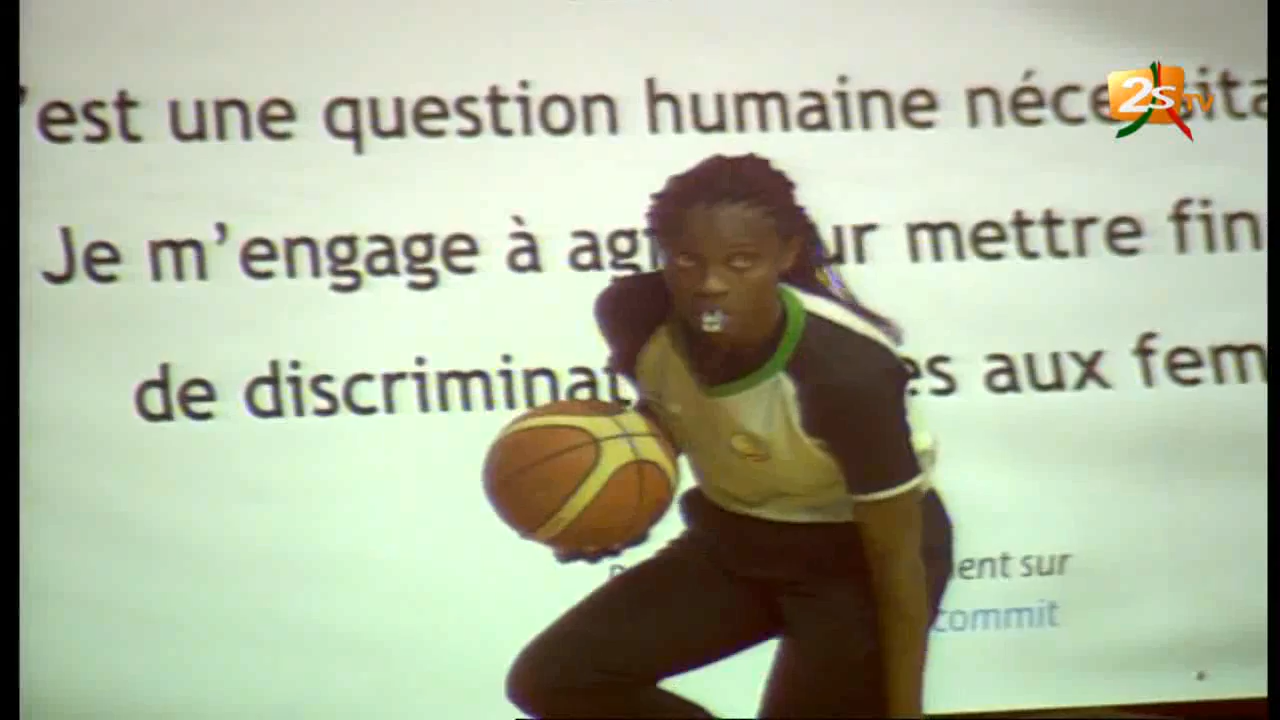 'est une question humaine nécessita
2s TV
Je m'engage à agi ur mettre fin
de discriminat es aux fem
ent sur
commit